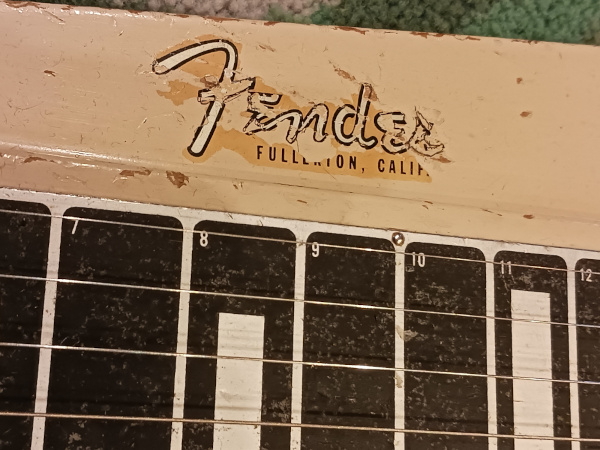 Fender
FULLERTON, CALIF.
7 8 9 10 11 12